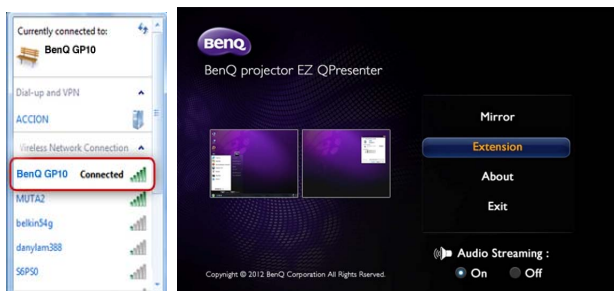 Currently connected to:
BenQ GP10
Dial-up and VPN
ACCION
Wireless Network Connection
BenQ GP10 Connected
MUTA2
belkin54g
danylam388
S6PS0
BenQ
BenQ projector EZ QPresenter
Mirror
Extension
About
Exit
Audio Streaming :
On Off
Copyright © 2012 BenQ Corporation All Rights Reserved.